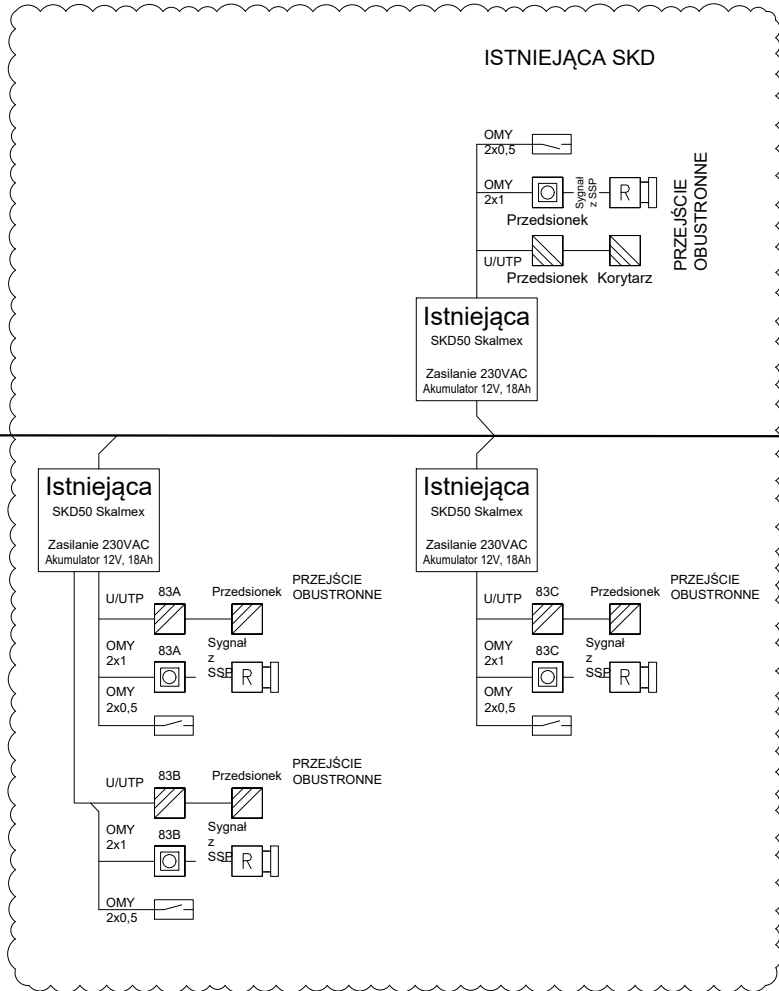 ISTNIEJĄCA SKD
OMY
2x0,5
OMY
2x1
Sygnał
z SSP
R
Przedsionek
U/UTP
Przedsionek Korytarz
PRZEJŚCIE
OBUSTRONNE
Istniejąca
SKD50 Skalmex
Zasilanie 230VAC
Akumulator 12V, 18Ah
Istniejąca
SKD50 Skalmex
Zasilanie 230VAC
Akumulator 12V, 18Ah
U/UTP
83A
Przedsionek
PRZEJŚCIE
OBUSTRONNE
OMY
2x1
83A
Sygnał
z
SSP
R
OMY
2x0,5
U/UTP
83B
Przedsionek
PRZEJŚCIE
OBUSTRONNE
OMY
2x1
83B
Sygnał
z
SSP
R
OMY
2x0,5
Istniejąca
SKD50 Skalmex
Zasilanie 230VAC
Akumulator 12V, 18Ah
U/UTP
83C
Przedsionek
PRZEJŚCIE
OBUSTRONNE
OMY
2x1
83C
Sygnał
z
SSP
R
OMY
2x0,5